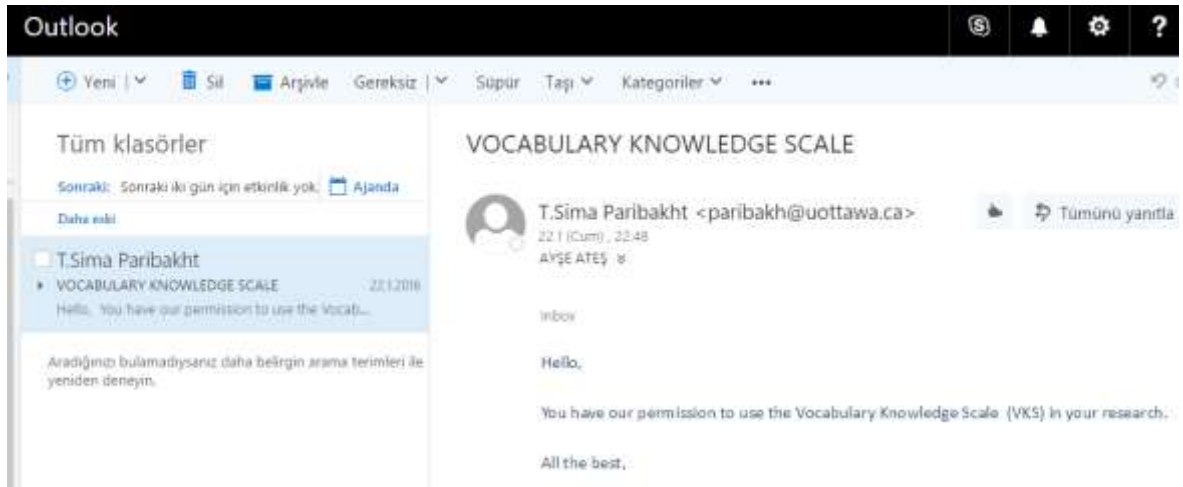 Outlook
?
Yeni
Sil
Arşivle
Gereksiz
Süpür
Taşı
Kategoriler
Tüm klasörler
Sonraki: Sonraki iki gün için etkinlik yok. Ajanda
Daha eski
T.Sima Paribakht
VOCABULARY KNOWLEDGE SCALE 22.1.2016
Hello, You have our permission to use the Vocab...
Aradığınızı bulamadıysanız daha belirgin arama terimleri ile
yeniden deneyin.
VOCABULARY KNOWLEDGE SCALE
T.Sima Paribakht <paribakh@uottawa.ca>
Tümünü yanıtla
22.1 (Cum), 22:48
AYŞE ATEŞ
Inbox
Hello,
You have our permission to use the Vocabulary Knowledge Scale (VKS) in your research.
All the best,